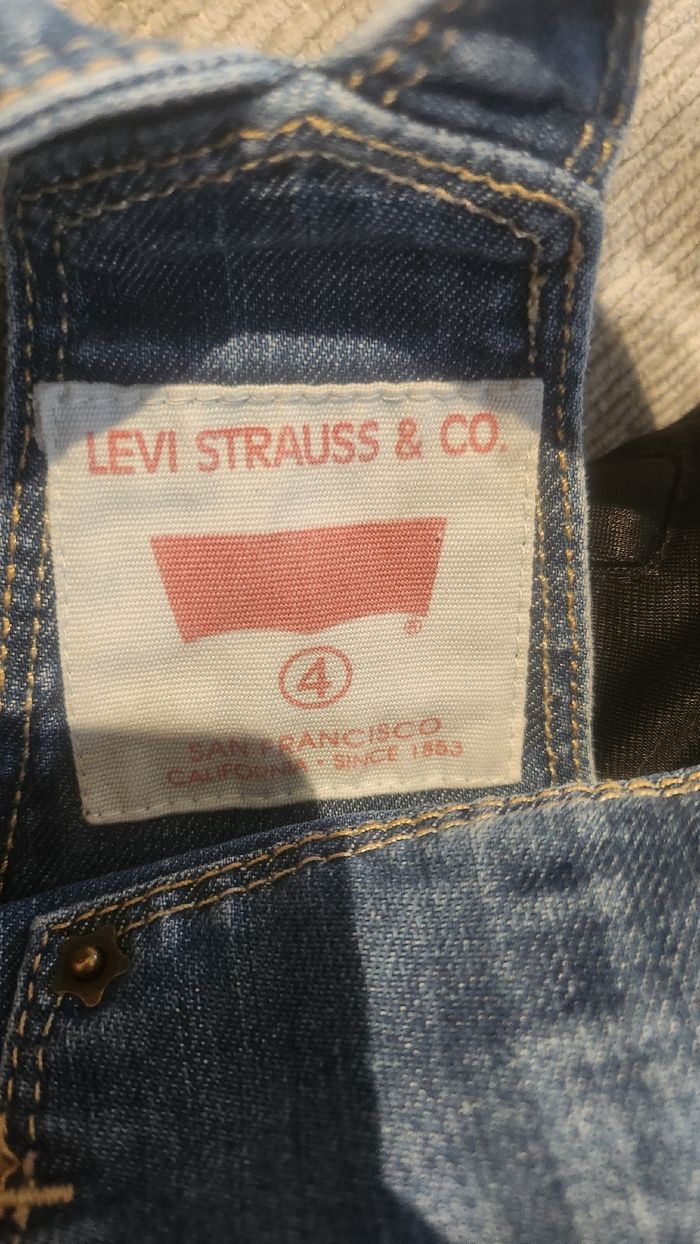 LEVI STRAUSS & CO.
®
4
SAN FRANCISCO
CALIFORNIA · SINCE 1853